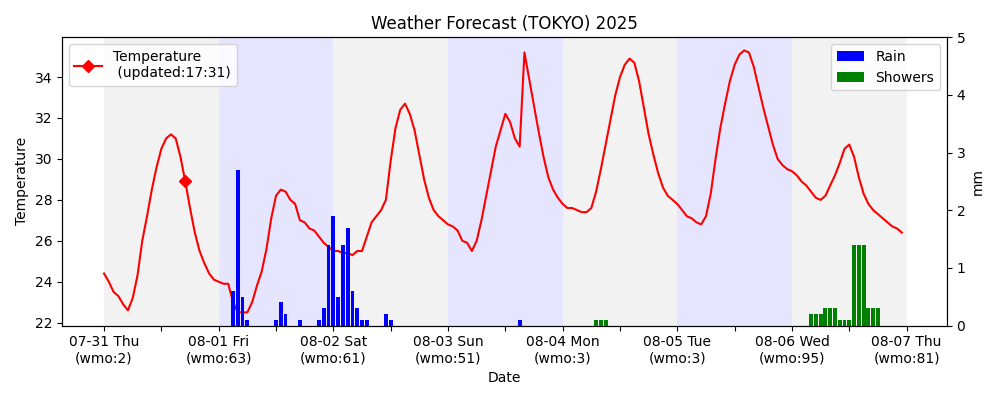 Weather Forecast (TOKYO) 2025
Temperature
(updated:17:31)
Rain
Showers
Temperature
34
32
30
28
26
24
22
5
4
3
2
1
0
mm
07-31 Thu
(wmo:2)
08-01 Fri
(wmo:63)
08-02 Sat
(wmo:61)
08-03 Sun
(wmo:51)
08-04 Mon
(wmo:3)
08-05 Tue
(wmo:3)
08-06 Wed
(wmo:95)
08-07 Thu
(wmo:81)
Date